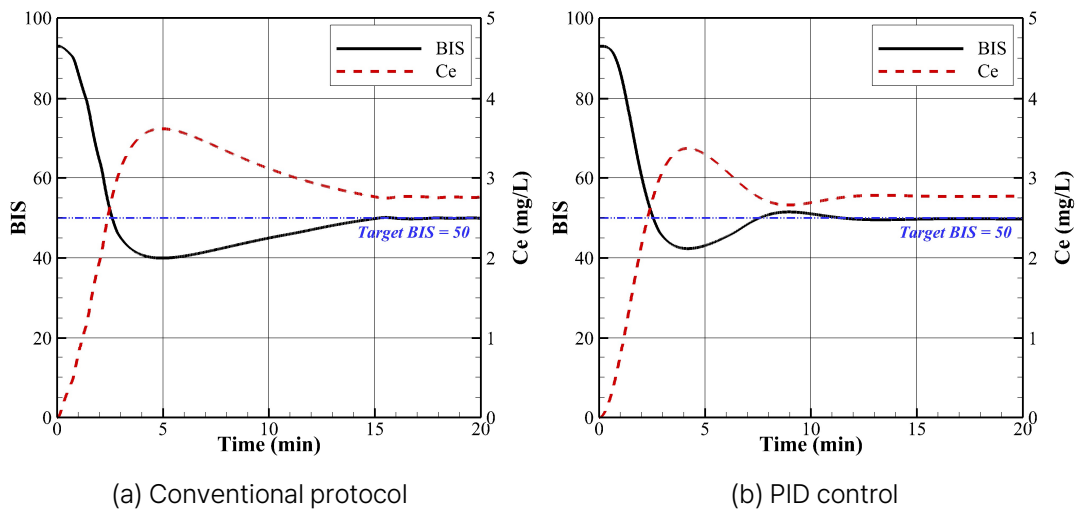 100
80
60
40
20
0
BIS
5
4
3
2
1
0
Ce (mg/L)
BIS
Ce
Target BIS = 50
0
5
10
15
20
Time (min)
(a) Conventional protocol
100
80
60
40
20
0
BIS
5
4
3
2
1
0
Ce (mg/L)
BIS
Ce
Target BIS = 50
0
5
10
15
20
Time (min)
(b) PID control